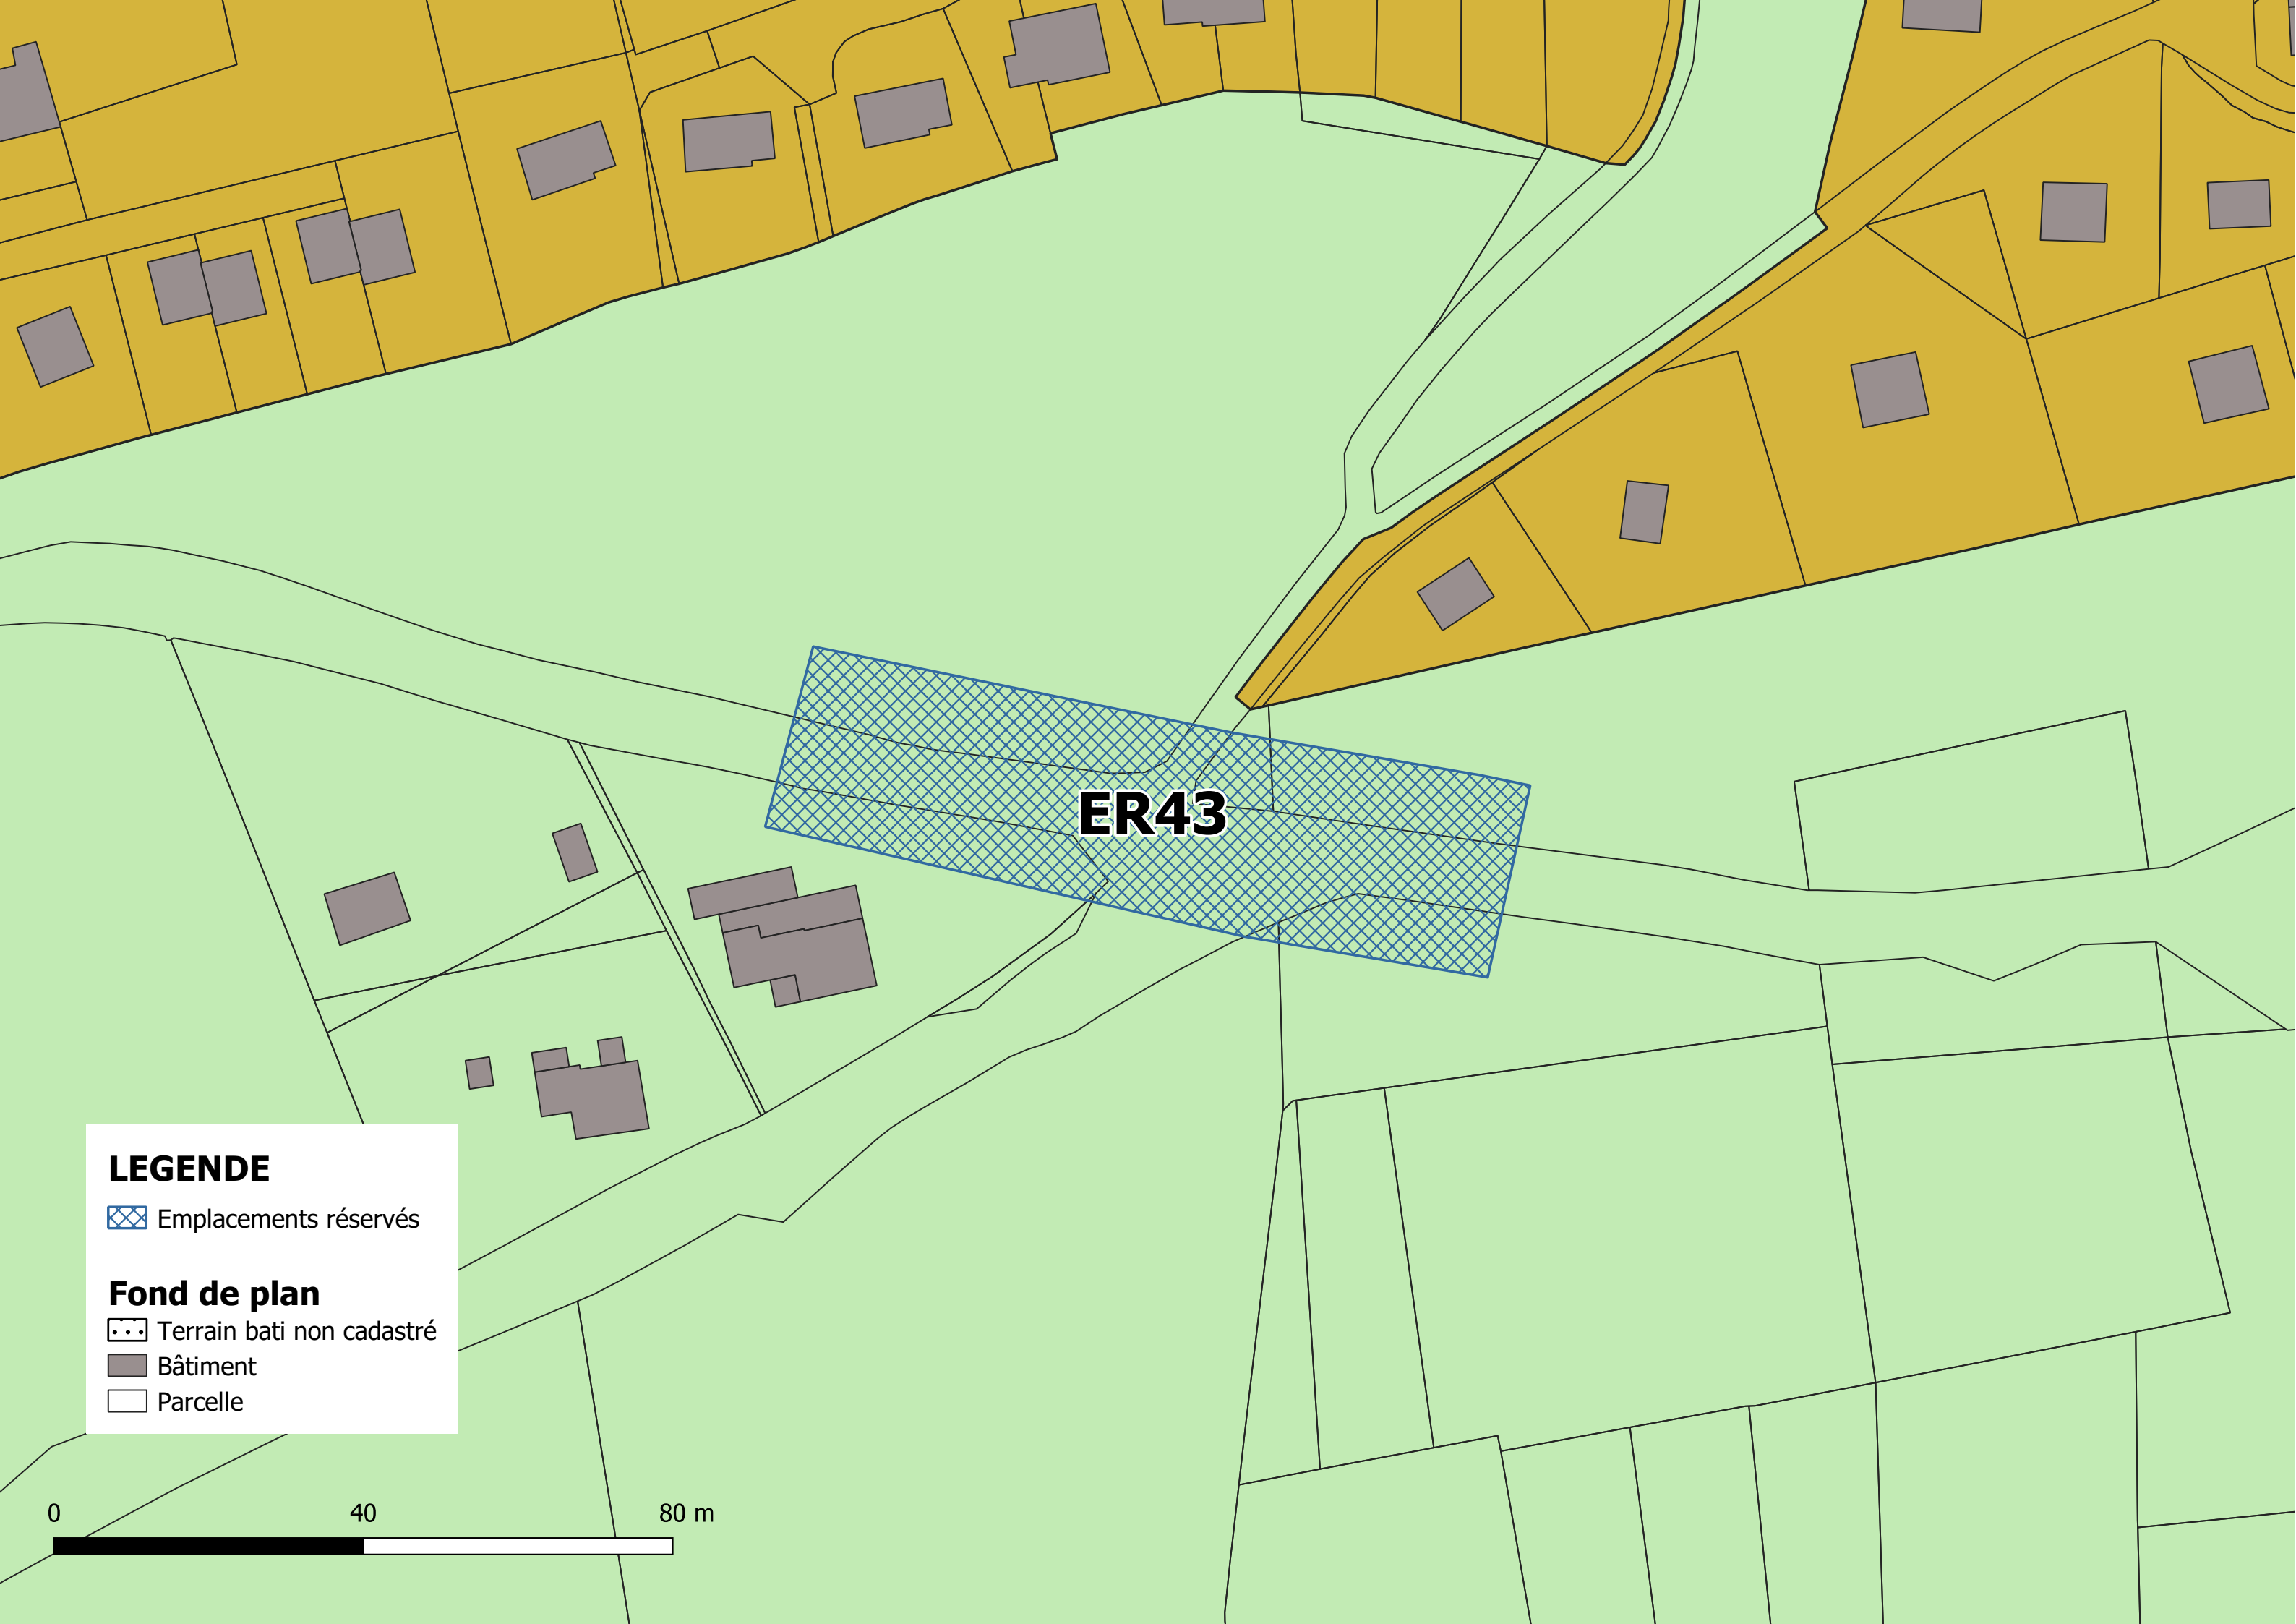 ER43
LEGENDE
Emplacements réservés
Fond de plan
Terrain bati non cadastré
Bâtiment
Parcelle
0 40 80 m